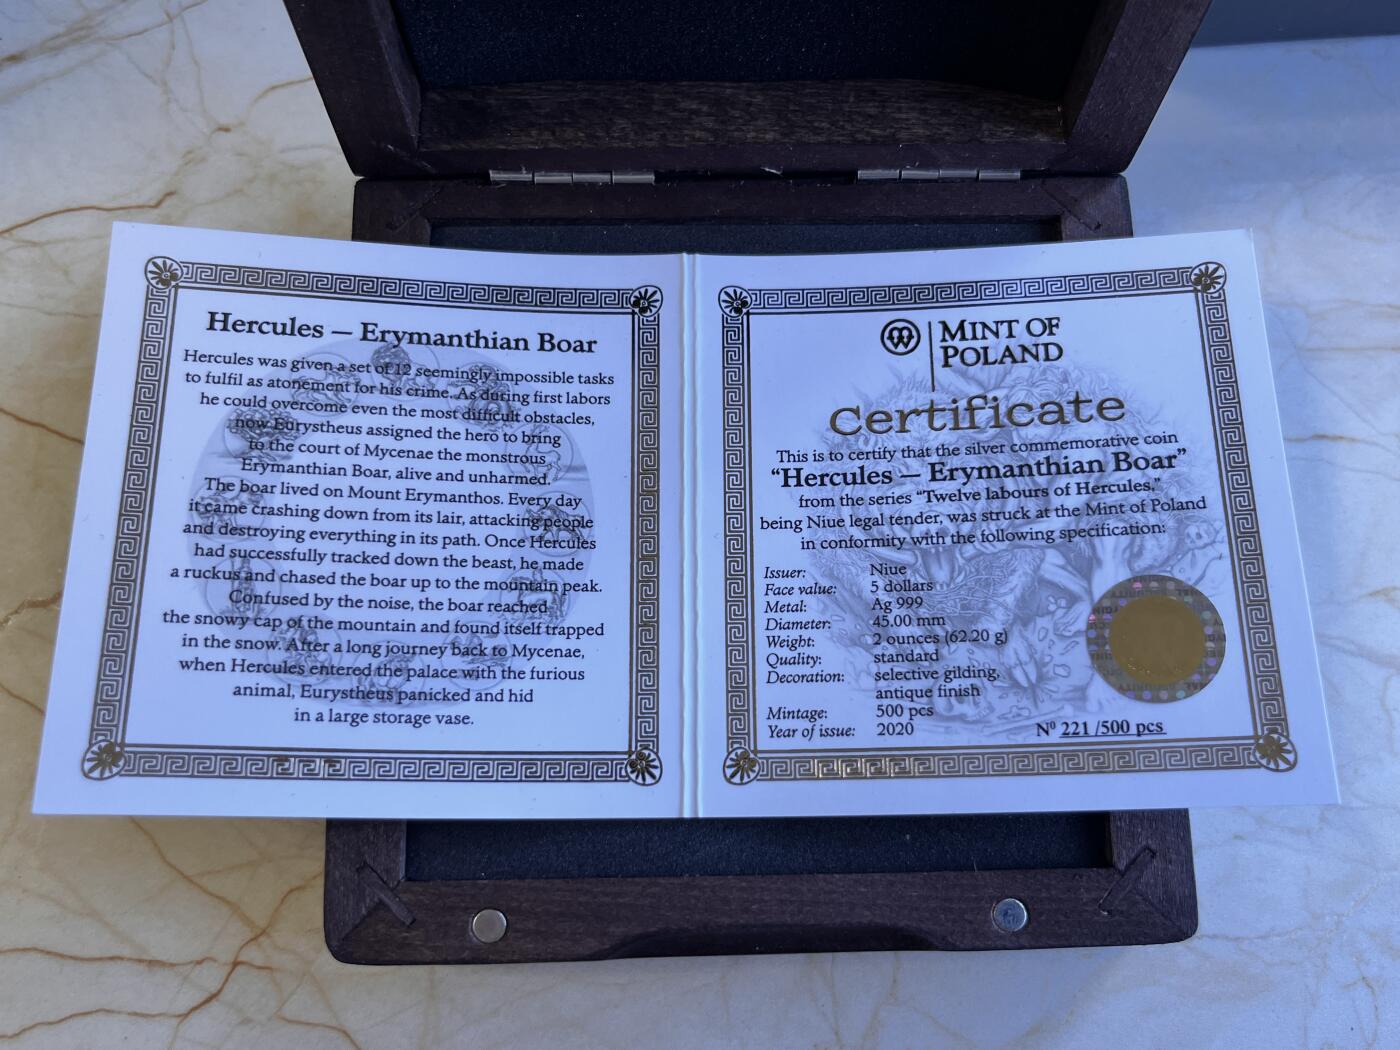 Hercules — Erymanthian Boar
Hercules was given a set of 12 seemingly impossible tasks
to fulfil as atonement for his crime. As during first labors
he could overcome even the most difficult obstacles,
now Eurystheus assigned the hero to bring
to the court of Mycenae the monstrous
Erymanthian Boar, alive and unharmed.
The boar lived on Mount Erymanthos. Every day
it came crashing down from its lair, attacking people
and destroying everything in its path. Once Hercules
had successfully tracked down the beast, he made
a ruckus and chased the boar up to the mountain peak.
Confused by the noise, the boar reached
the snowy cap of the mountain and found itself trapped
in the snow. After a long journey back to Mycenae,
when Hercules entered the palace with the furious
animal, Eurystheus panicked and hid
in a large storage vase.
MINT OF
POLAND
Certificate
This is to certify that the silver commemorative coin
“Hercules — Erymanthian Boar”
from the series “Twelve labours of Hercules,”
being Niue legal tender, was struck at the Mint of Poland
in conformity with the following specification:
Issuer: Niue
Face value: 5 dollars
Metal: Ag 999
Diameter: 45.00 mm
Weight: 2 ounces (62.20 g)
Quality: standard
Decoration: selective gilding,
antique finish
Mintage: 500 pcs
Year of issue: 2020
Nº 221 /500 pcs